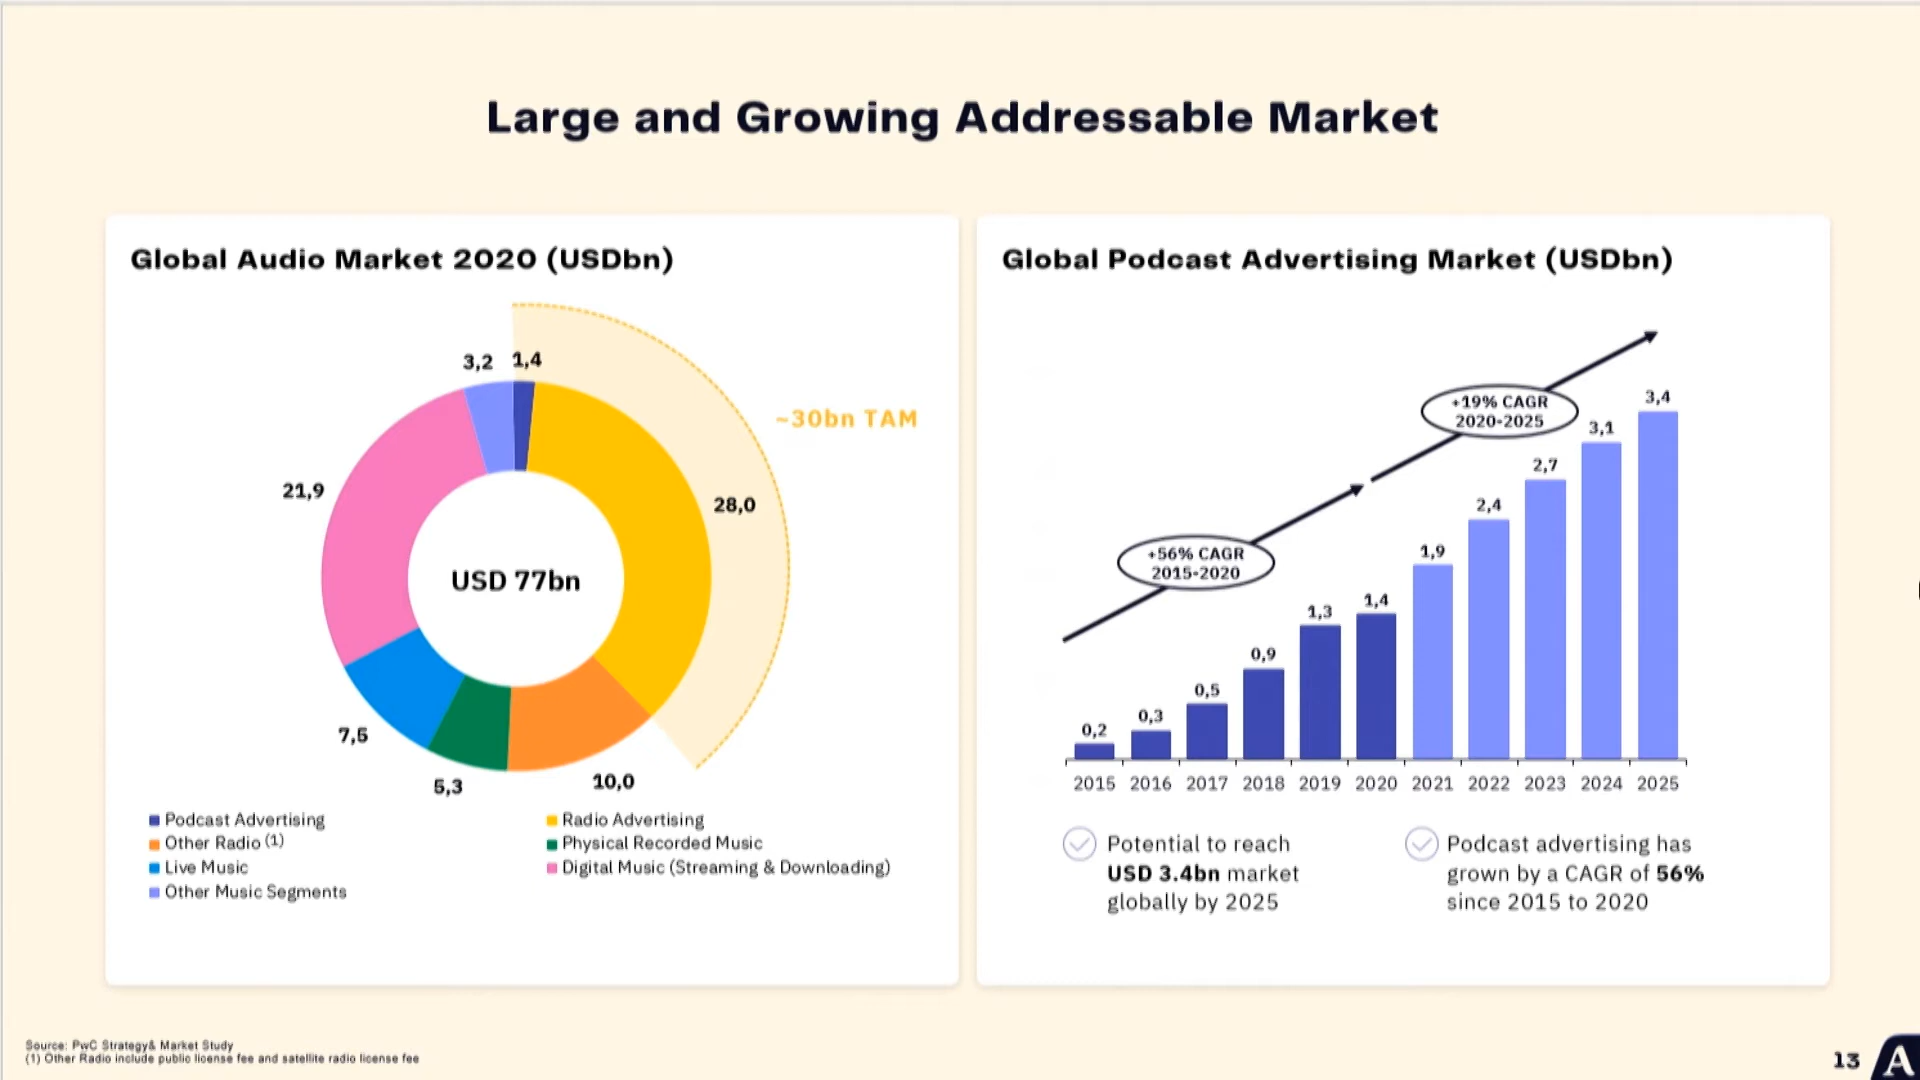 Large and Growing Addressable Market
Global Audio Market 2020 (USDbn)
3,2
1,4
~30bn TAM
21,9
28,0
USD 77bn
7,5
5,3
10,0
Podcast Advertising
Radio Advertising
Other Radio (1)
Physical Recorded Music
Live Music
Digital Music (Streaming & Downloading)
Other Music Segments
Global Podcast Advertising Market (USDbn)
+56% CAGR
2015-2020
+19% CAGR
2020-2025
0,2
0,3
0,5
0,9
1,3
1,4
1,9
2,4
2,7
3,1
3,4
2015 2016 2017 2018 2019 2020 2021 2022 2023 2024 2025
Potential to reach
USD 3.4bn market
globally by 2025
Podcast advertising has
grown by a CAGR of 56%
since 2015 to 2020
Source: PwC Strategy& Market Study
(1) Other Radio include public license fee and satellite radio license fee
13
A